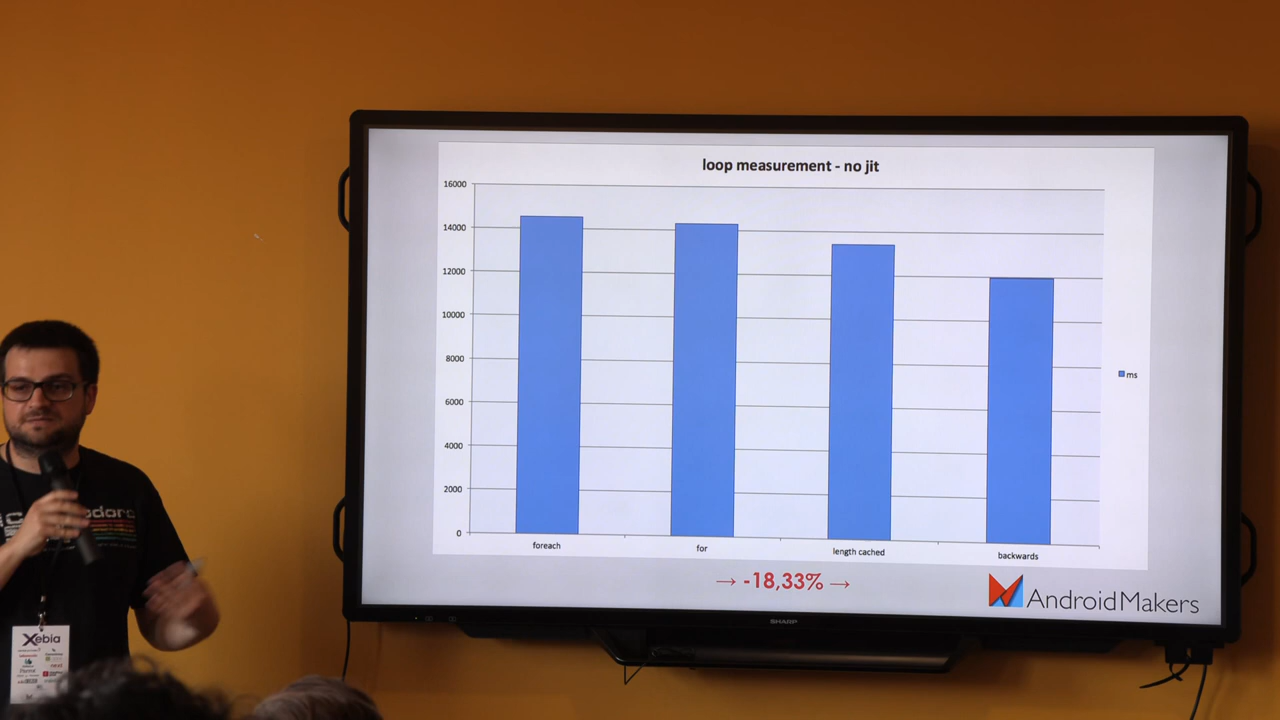 loop measurement - no jit
16000
14000
12000
10000
8000
6000
4000
2000
0
foreach
for
length cached
backwards
ms
→ -18,33% →
AndroidMakers
SHARP
Xebia